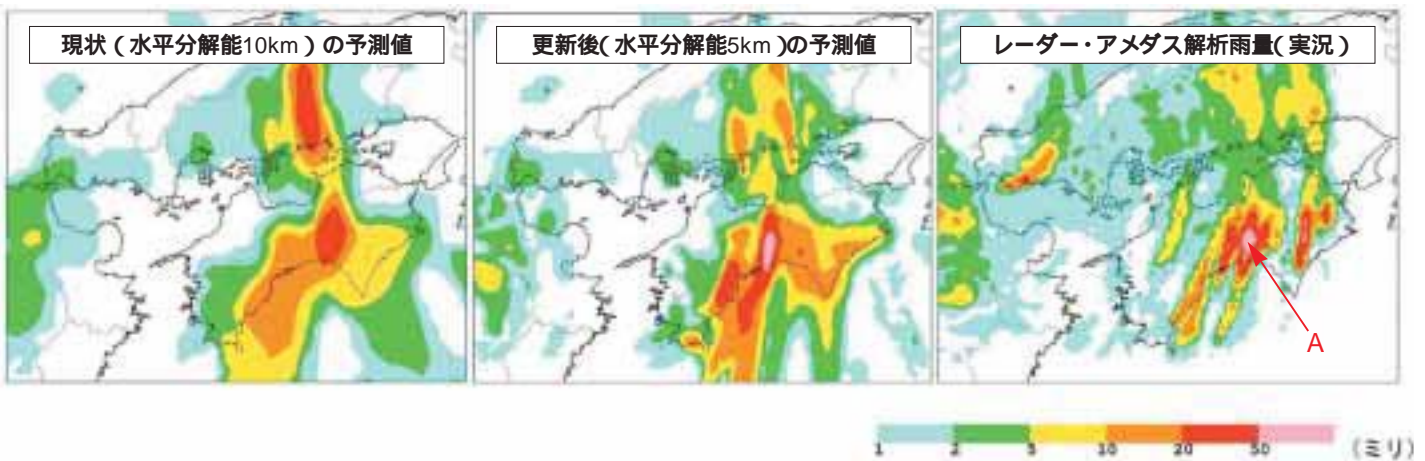 現状（水平分解能10km）の予測値
更新後（水平分解能5km）の予測値
レーダー・アメダス解析雨量（実況）
A
1 2 5 10 20 50 （ミリ）